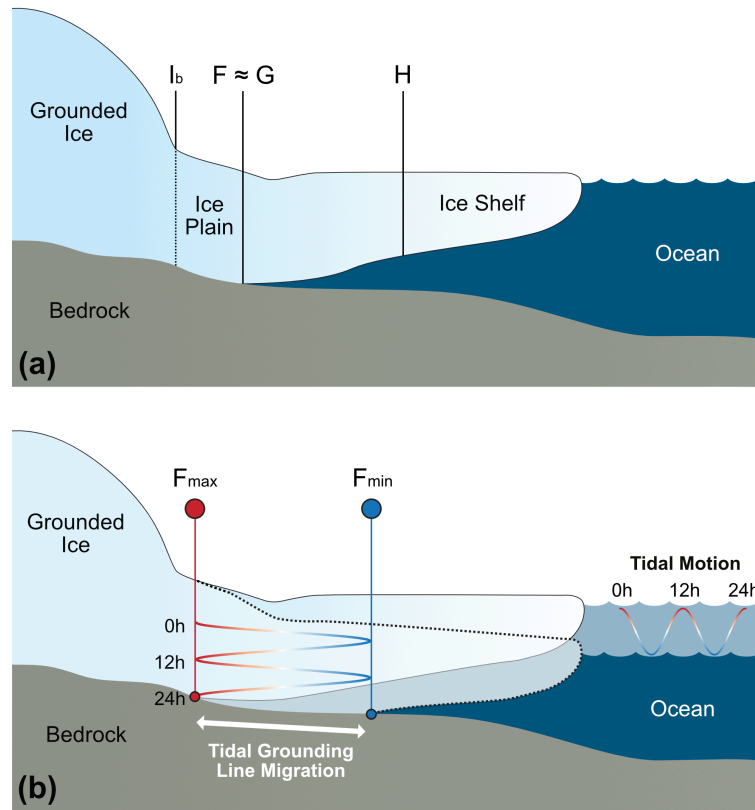 Ib
F ≈ G
H
Grounded
Ice
Ice
Plain
Ice Shelf
Ocean
Bedrock
(a)
Fmax
Fmin
Grounded
Ice
Tidal Motion
0h 12h 24h
0h
12h
24h
Ocean
Bedrock
Tidal Grounding
Line Migration
(b)